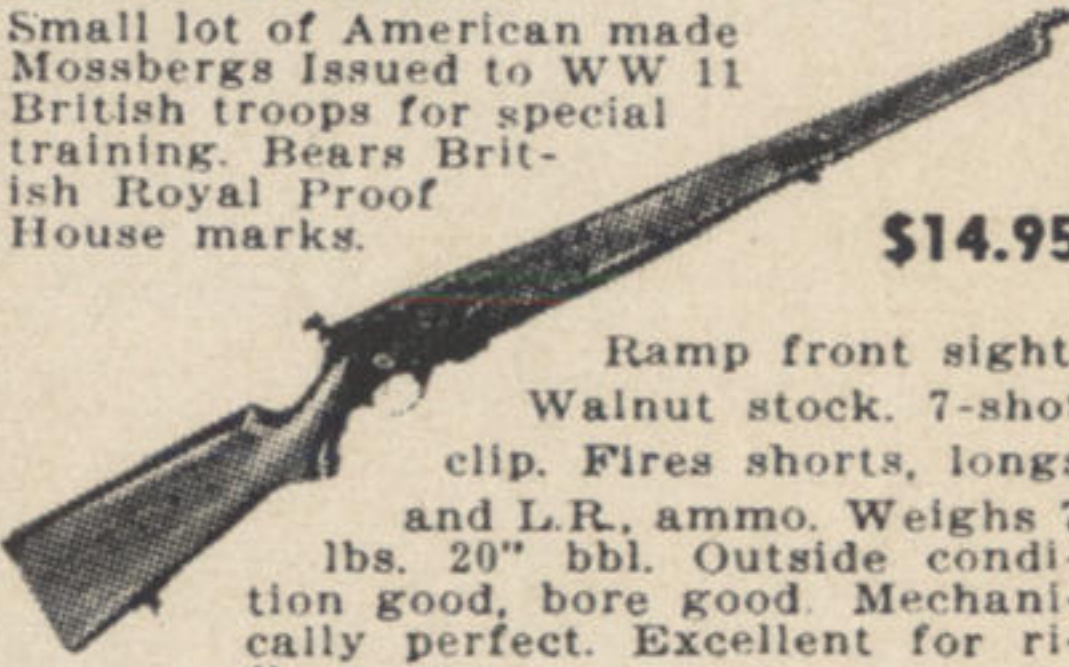 Small lot of American made
Mossbergs Issued to WW 11
British troops for special
training. Bears Brit-
ish Royal Proof
House marks.
$14.95
Ramp front sight
Walnut stock. 7-shot
clip. Fires shorts, longs
and L.R., ammo. Weighs 7
lbs. 20" bbl. Outside condi-
tion good, bore good. Mechani-
cally perfect. Excellent for ri-